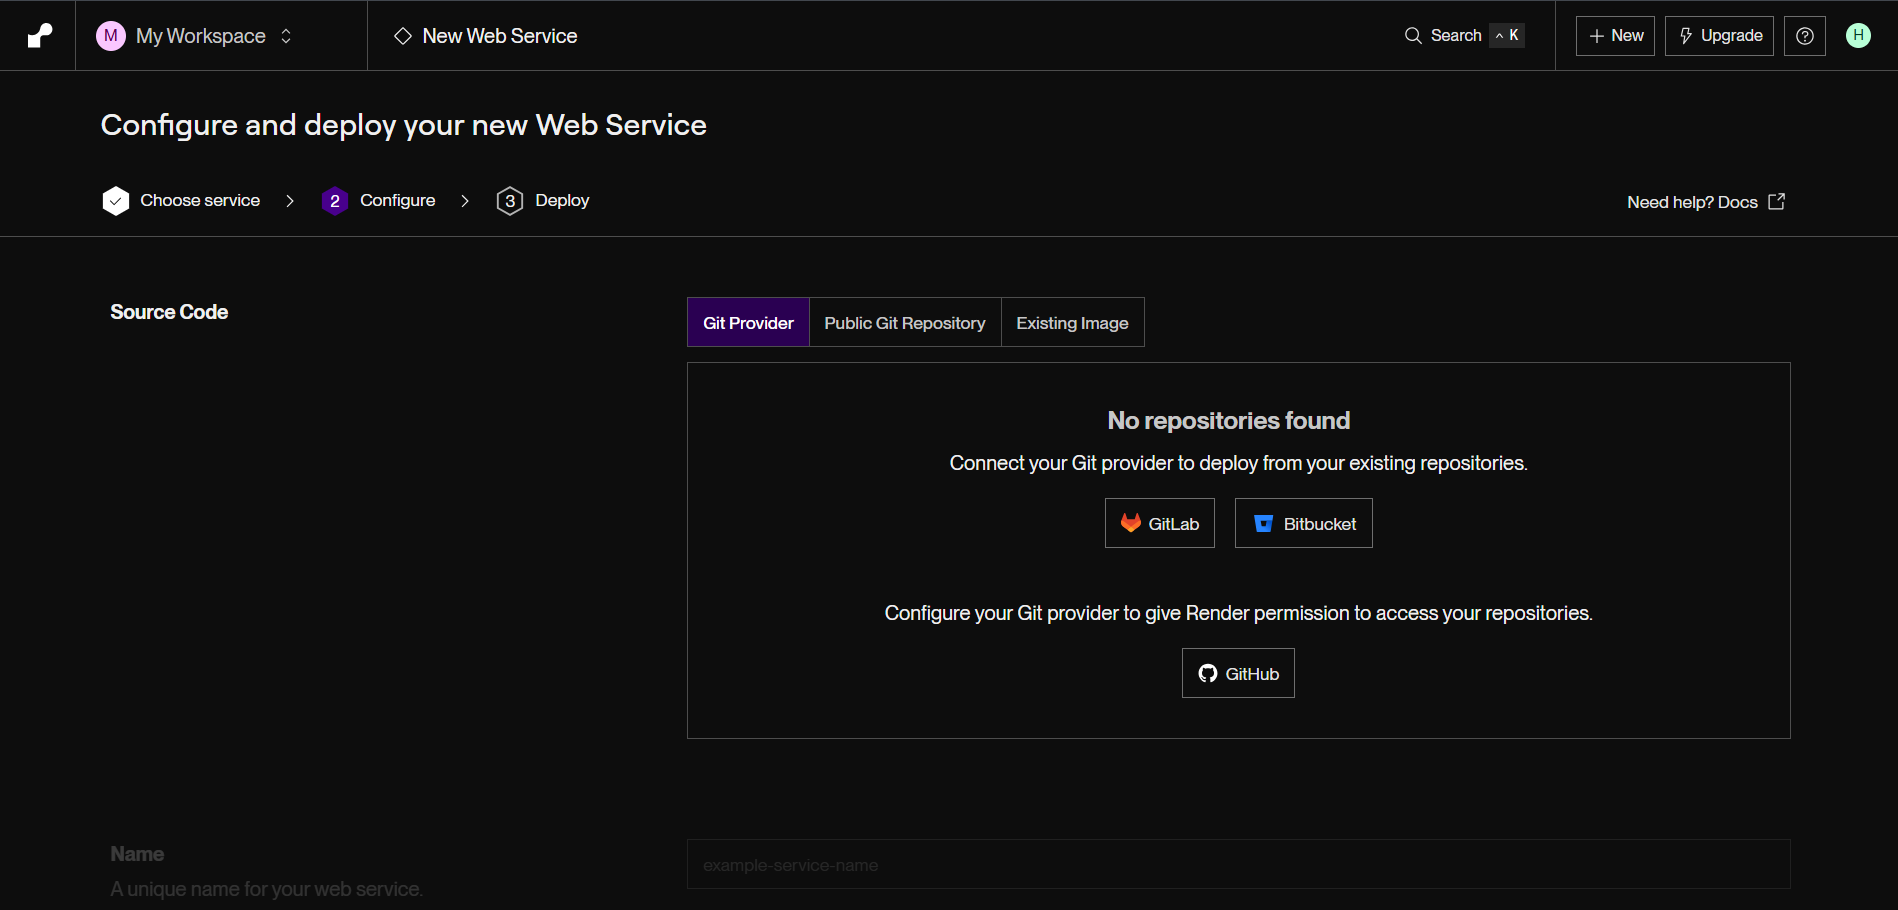 M My Workspace
New Web Service
Search ^ K
+ New
Upgrade
?
H
Configure and deploy your new Web Service
Choose service
2 Configure
3 Deploy
Need help? Docs
Source Code
Git Provider
Public Git Repository
Existing Image
No repositories found
Connect your Git provider to deploy from your existing repositories.
GitLab
Bitbucket
Configure your Git provider to give Render permission to access your repositories.
GitHub
Name
A unique name for your web service.
example-service-name